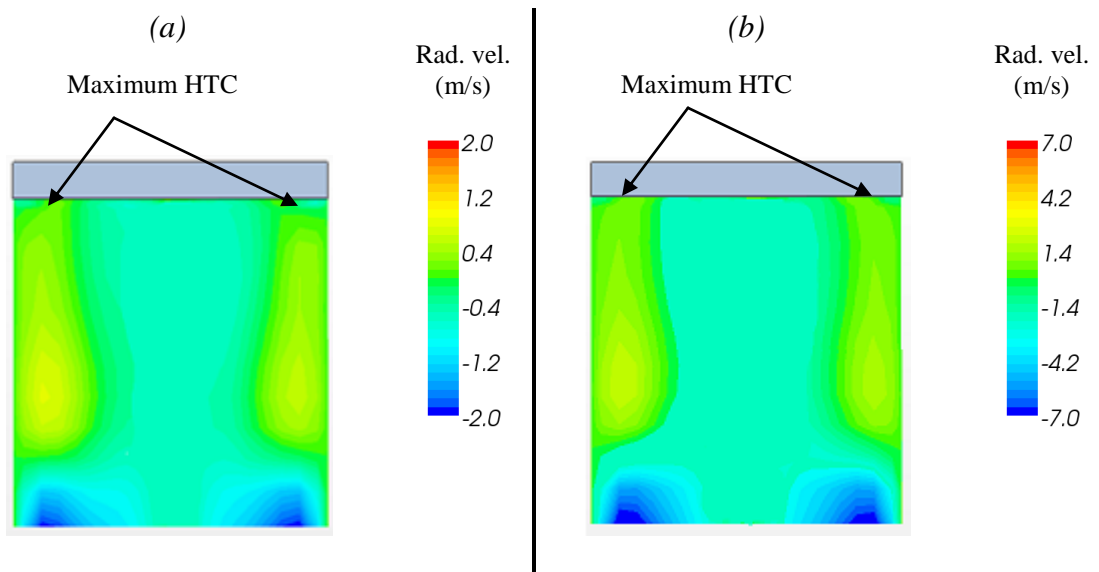 (a)
Maximum HTC
Rad. vel.
(m/s)
2.0
1.2
0.4
-0.4
-1.2
-2.0
(b)
Maximum HTC
Rad. vel.
(m/s)
7.0
4.2
1.4
-1.4
-4.2
-7.0